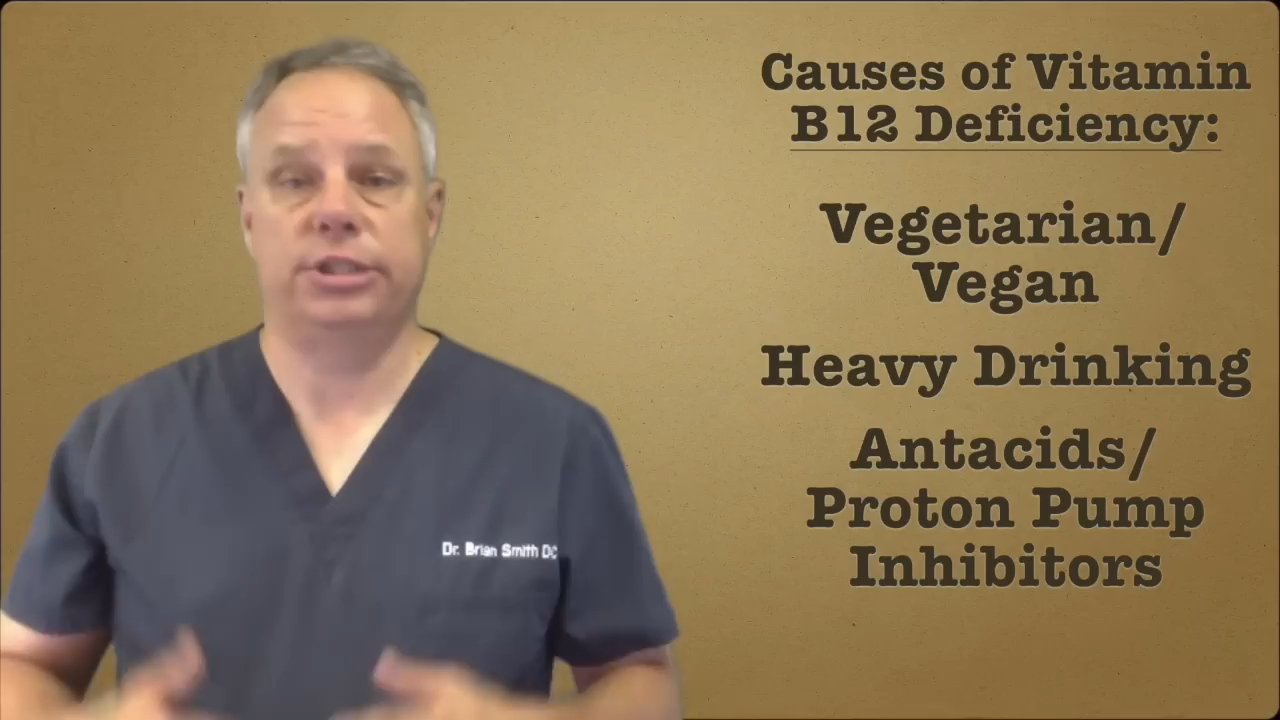 Causes of Vitamin
B12 Deficiency:
Vegetarian/
Vegan
Heavy Drinking
Antacids/
Proton Pump
Inhibitors
Dr. Brian Smith DC